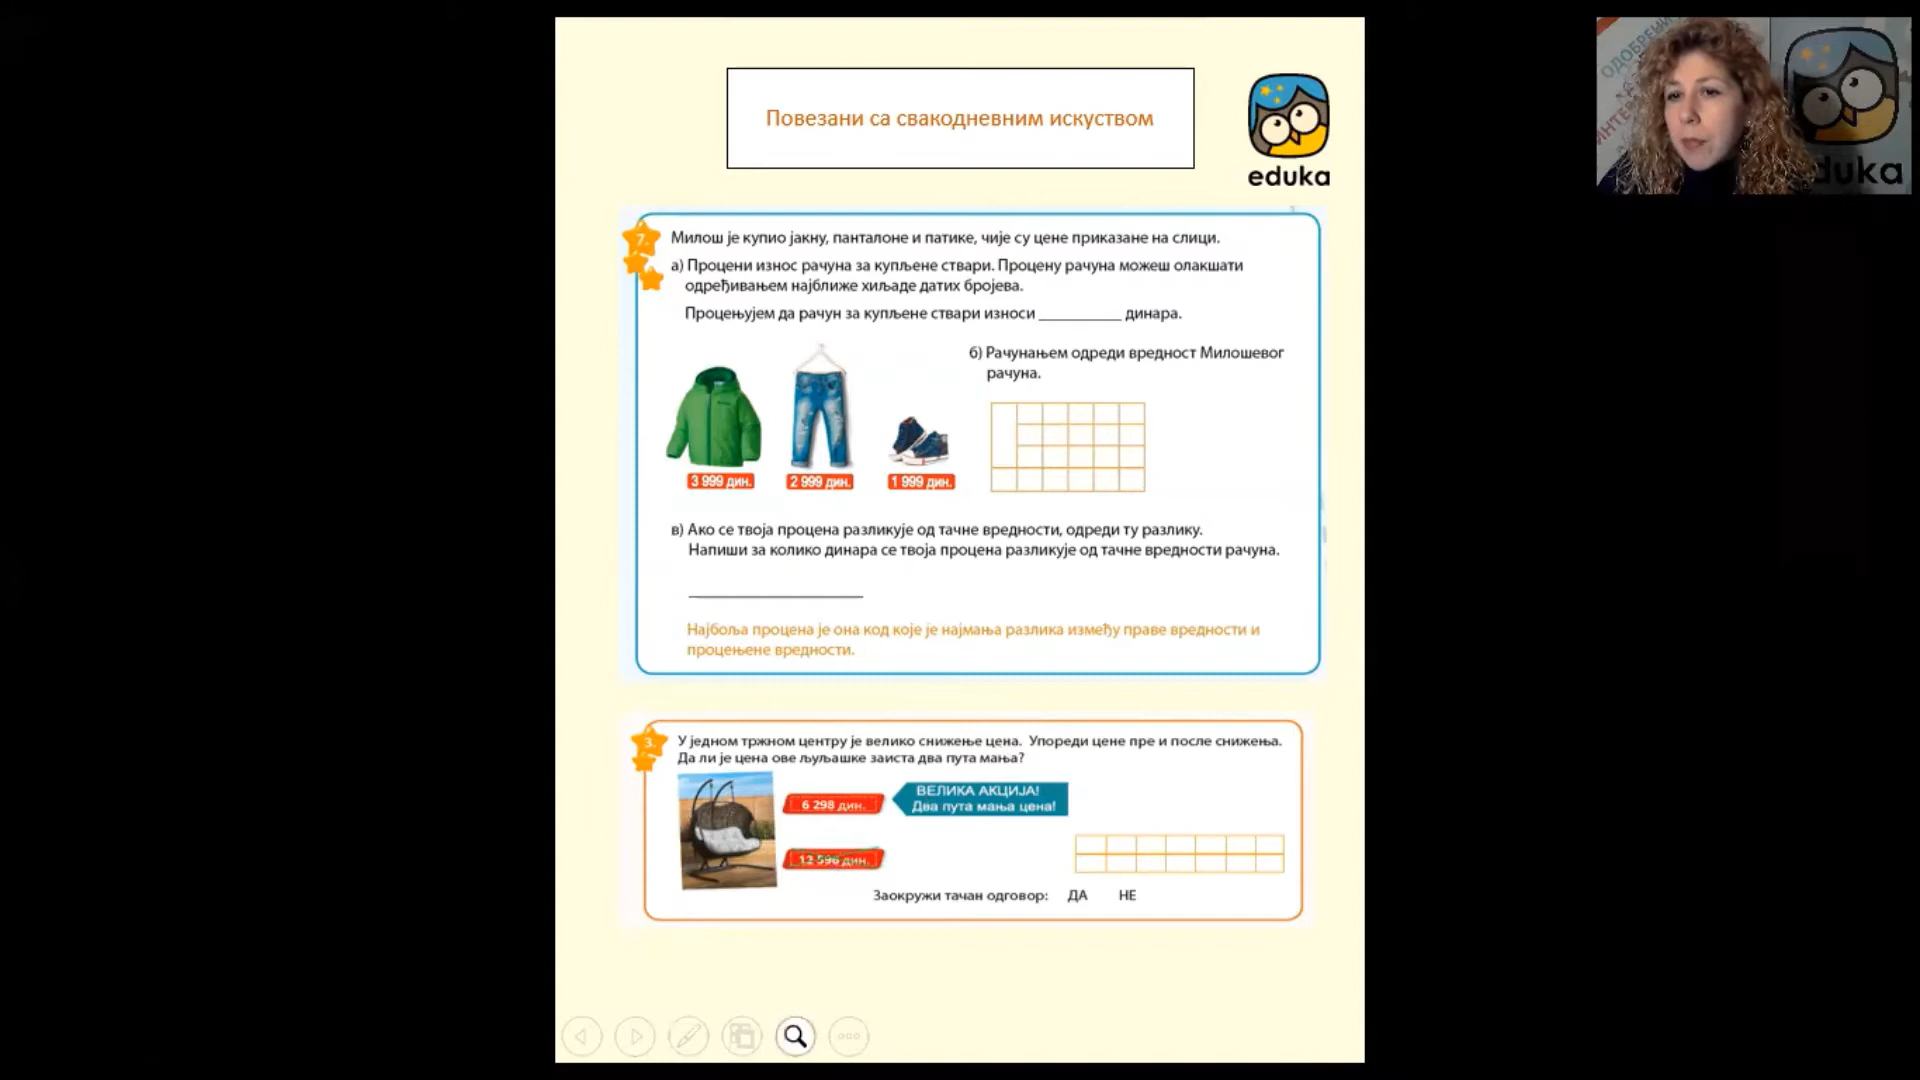 Повезани са свакодневним искуством
eduka
7.
Милош је купио јакну, панталоне и патике, чије су цене приказане на слици.
а) Процени износ рачуна за купљене ствари. Процену рачуна можеш олакшати
одређивањем најближе хиљаде датих бројева.
Процењујем да рачун за купљене ствари износи __________ динара.
б) Рачунањем одреди вредност Милошевог
рачуна.
3 999 дин.
2 999 дин.
1 999 дин.
в) Ако се твоја процена разликује од тачне вредности, одреди ту разлику.
Напиши за колико динара се твоја процена разликује од тачне вредности рачуна.
Најбоља процена је она код које је најмања разлика између праве вредности и
процењене вредности.
3.
У једном тржном центру је велико снижење цена. Упореди цене пре и после снижења.
Да ли је цена ове љуљашке заиста два пута мања?
6 298 дин.
ВЕЛИКА АКЦИЈА!
Два пута мања цена!
12 596 дин.
Заокружи тачан одговор: ДА НЕ